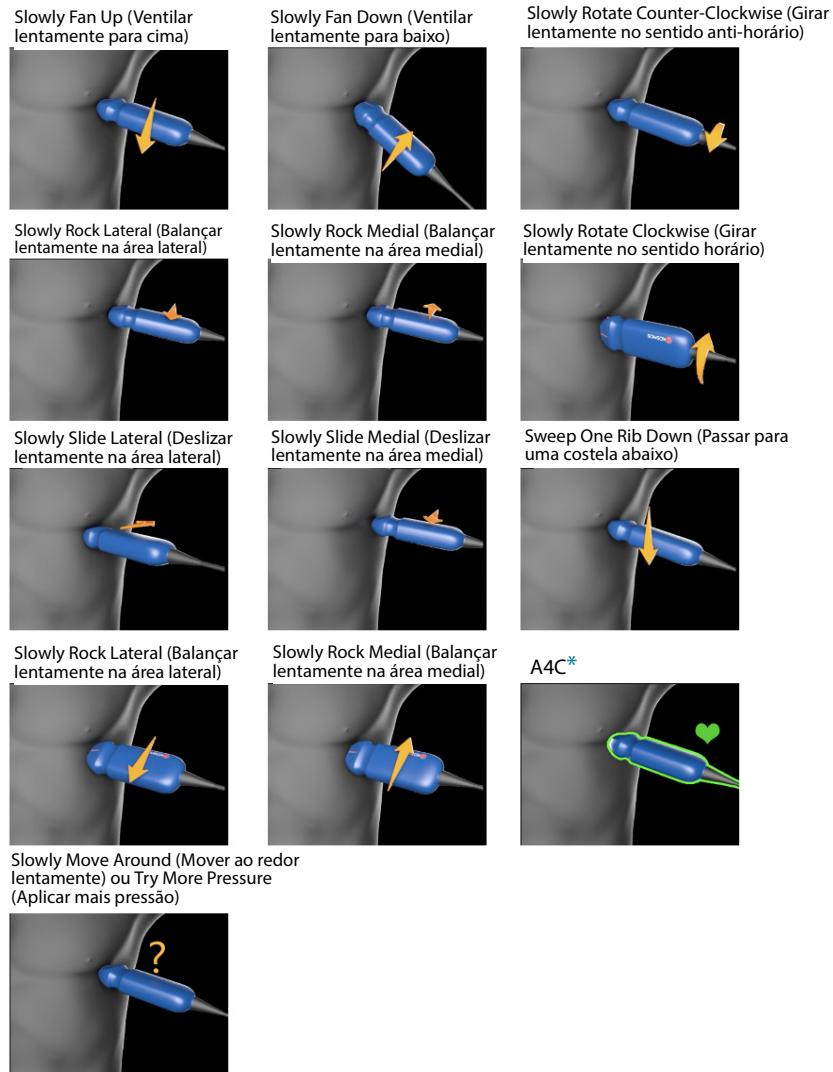 Slowly Fan Up (Ventilar
lentamente para cima)
Slowly Fan Down (Ventilar
lentamente para baixo)
Slowly Rotate Counter-Clockwise (Girar
lentamente no sentido anti-horário)
Slowly Rock Lateral (Balançar
lentamente na área lateral)
Slowly Rock Medial (Balançar
lentamente na área medial)
Slowly Rotate Clockwise (Girar
lentamente no sentido horário)
KOSMOS
Slowly Slide Lateral (Deslizar
lentamente na área lateral)
Slowly Slide Medial (Deslizar
lentamente na área medial)
Sweep One Rib Down (Passar para
uma costela abaixo)
Slowly Rock Lateral (Balançar
lentamente na área lateral)
Slowly Rock Medial (Balançar
lentamente na área medial)
A4C*
Slowly Move Around (Mover ao redor
lentamente) ou Try More Pressure
(Aplicar mais pressão)
?